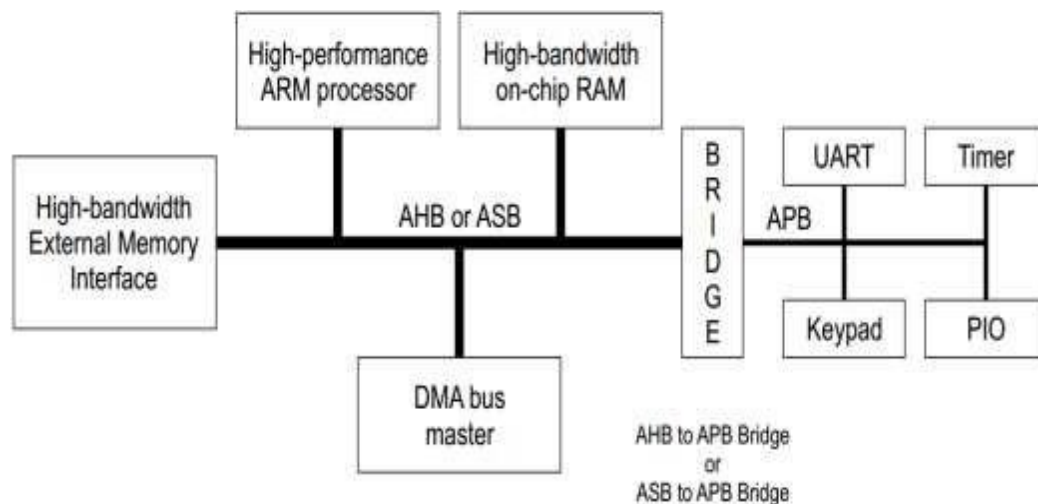 High-performance
ARM processor
High-bandwidth
on-chip RAM
High-bandwidth
External Memory
Interface
AHB or ASB
B
R
I
D
G
E
APB
UART
Timer
Keypad
PIO
DMA bus
master
AHB to APB Bridge
or
ASB to APB Bridge